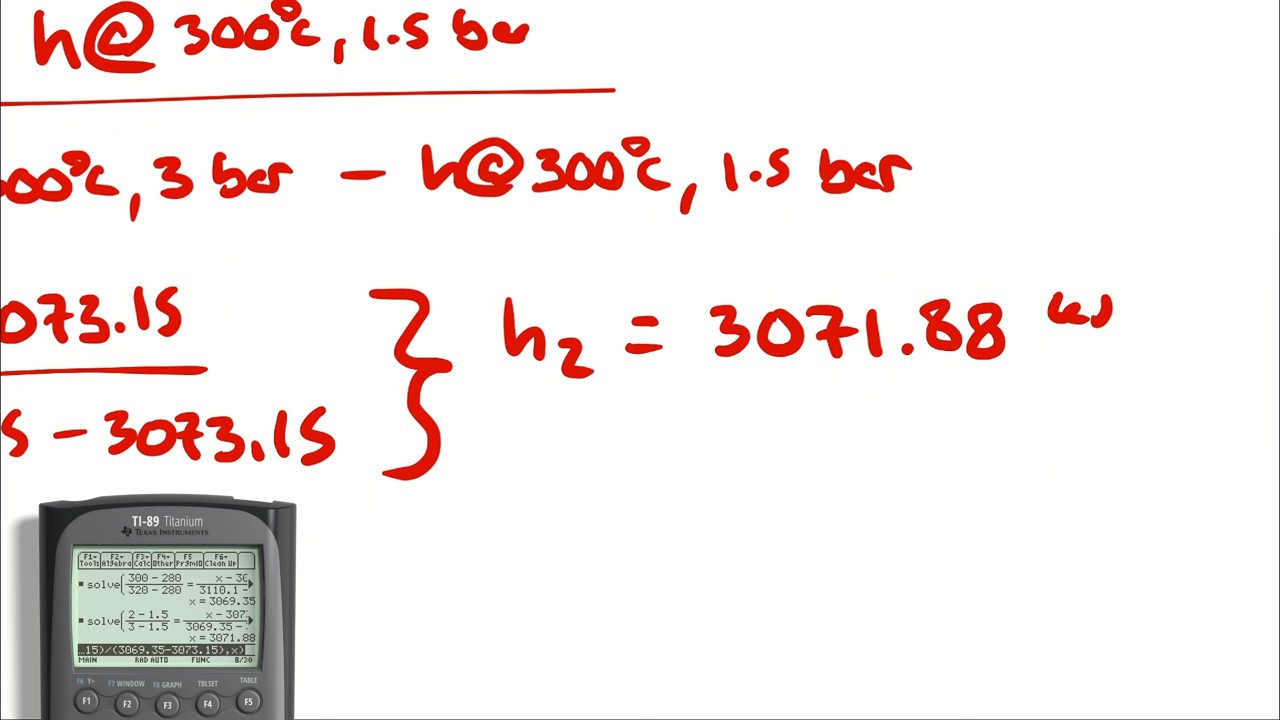 h@ 300°c, 1.5 bar
00°c, 3 bar − h@ 300°c, 1.5 bar
073.15
} h2 = 3071.88 kJ
5 − 3073.15
TI-89 Titanium
TEXAS INSTRUMENTS
F1 Tools F2 Algebra F3 Calc F4 Other F5 PrgmIO F6 Clean Up
solve( 300 − 280 / 320 − 280 = x − 30 / 3110.1 −
x = 3069.35
solve( 2 − 1.5 / 3 − 1.5 = x − 307 / 3069.35 −
x = 3071.88
…15)/(3069.35-3073.15),x)
MAIN RAD AUTO FUNC 8/30
F6 Y= F7 WINDOW F8 GRAPH TBLSET TABLE
F1 F2 F3 F4 F5